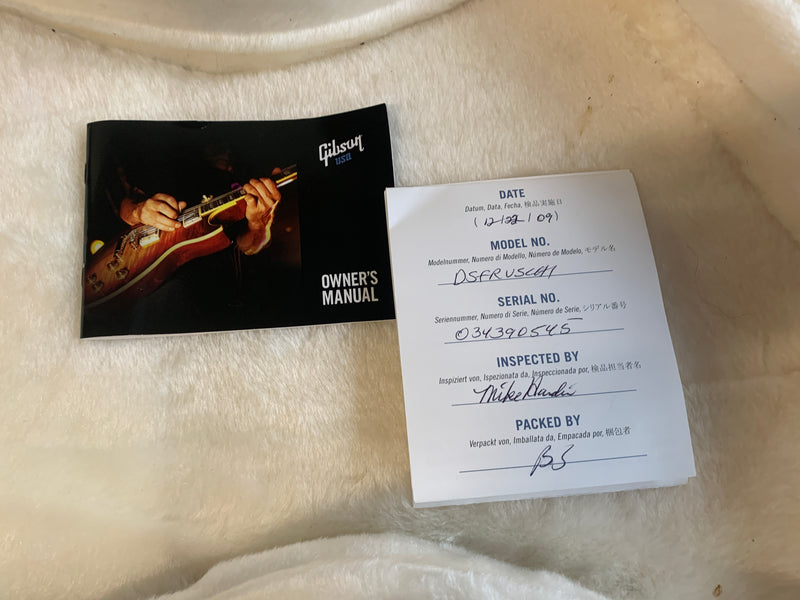 Gibson
usa
OWNER'S
MANUAL
DATE
Datum, Data, Fecha, 検品実施日
(12/22/09)
MODEL NO.
Modelnummer, Numero di Modello, Número de Modelo, モデル名
SERIAL NO.
Seriennummer, Numero di Serie, Número de Serie, シリアル番号
034390545
INSPECTED BY
Inspiziert von, Ispezionata da, Inspeccionada por, 検品担当者名
Mike
PACKED BY
Verpackt von, Imballata da, Empacada por, 梱包者
BS